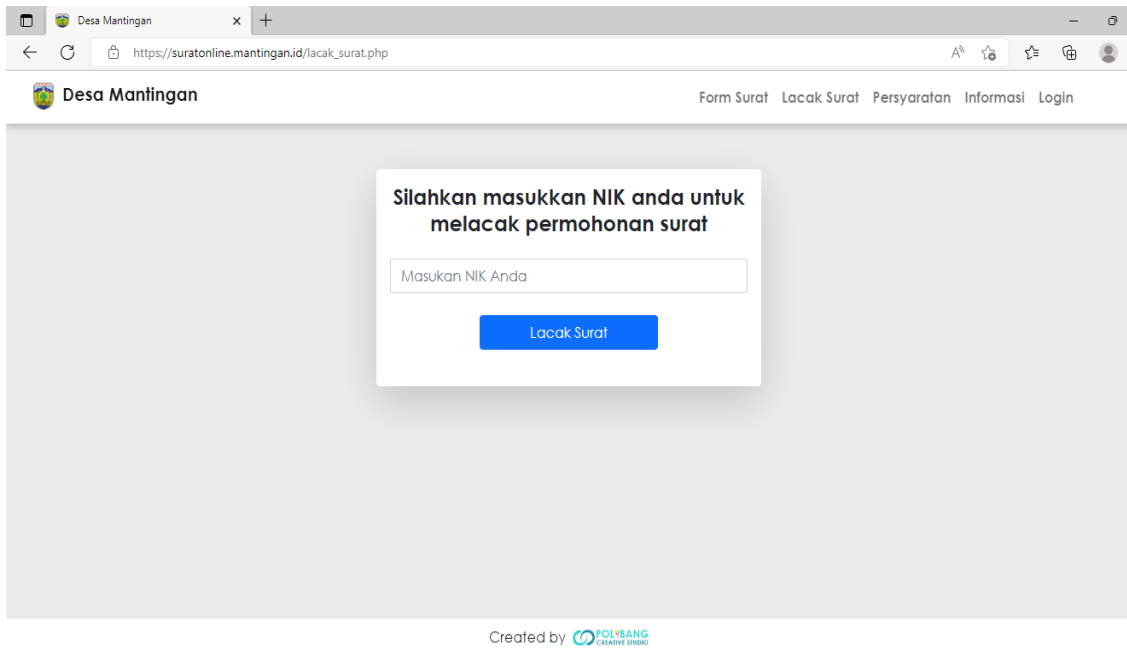 Desa Mantingan
https://suratonline.mantingan.id/lacak_surat.php
Desa Mantingan
Form Surat Lacak Surat Persyaratan Informasi Login
Silahkan masukkan NIK anda untuk
melacak permohonan surat
Masukan NIK Anda
Lacak Surat
Created by POLYBANG
CREATIVE STUDIO